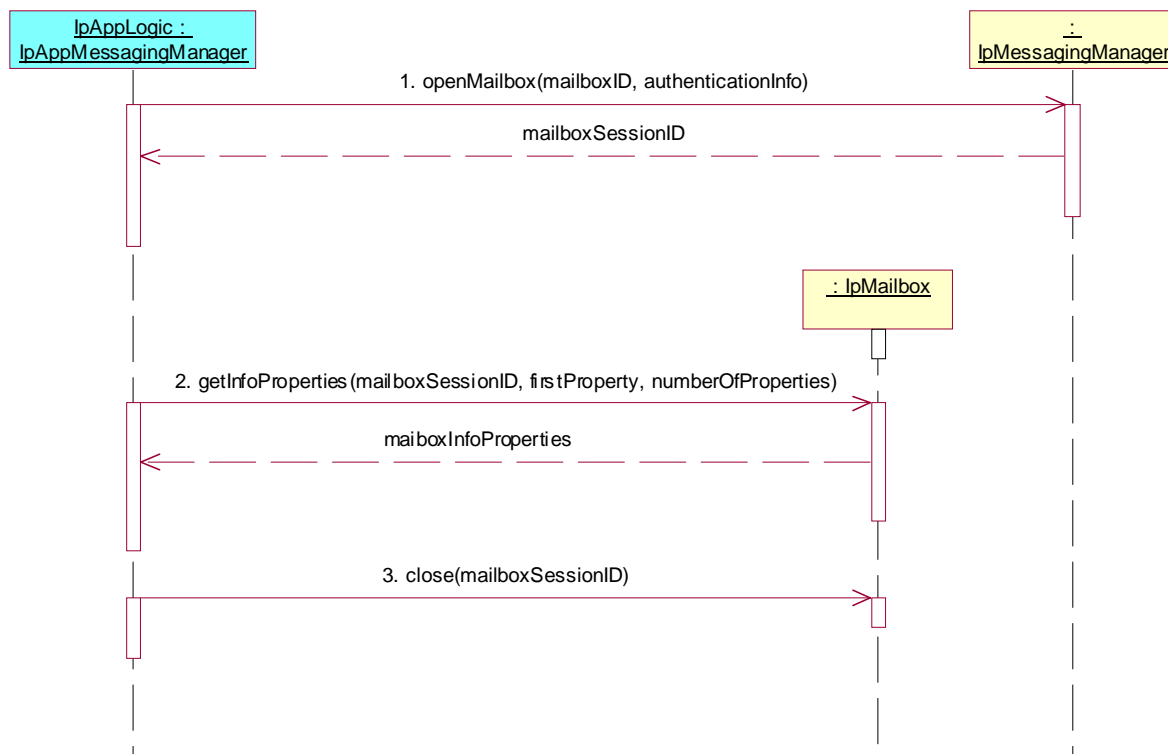 IpAppLogic :
IpAppMessagingManager
:
IpMessagingManager
1. openMailbox(mailboxID, authenticationInfo)
mailboxSessionID
: IpMailbox
2. getInfoProperties(mailboxSessionID, firstProperty, numberOfProperties)
maiboxInfoProperties
3. close(mailboxSessionID)